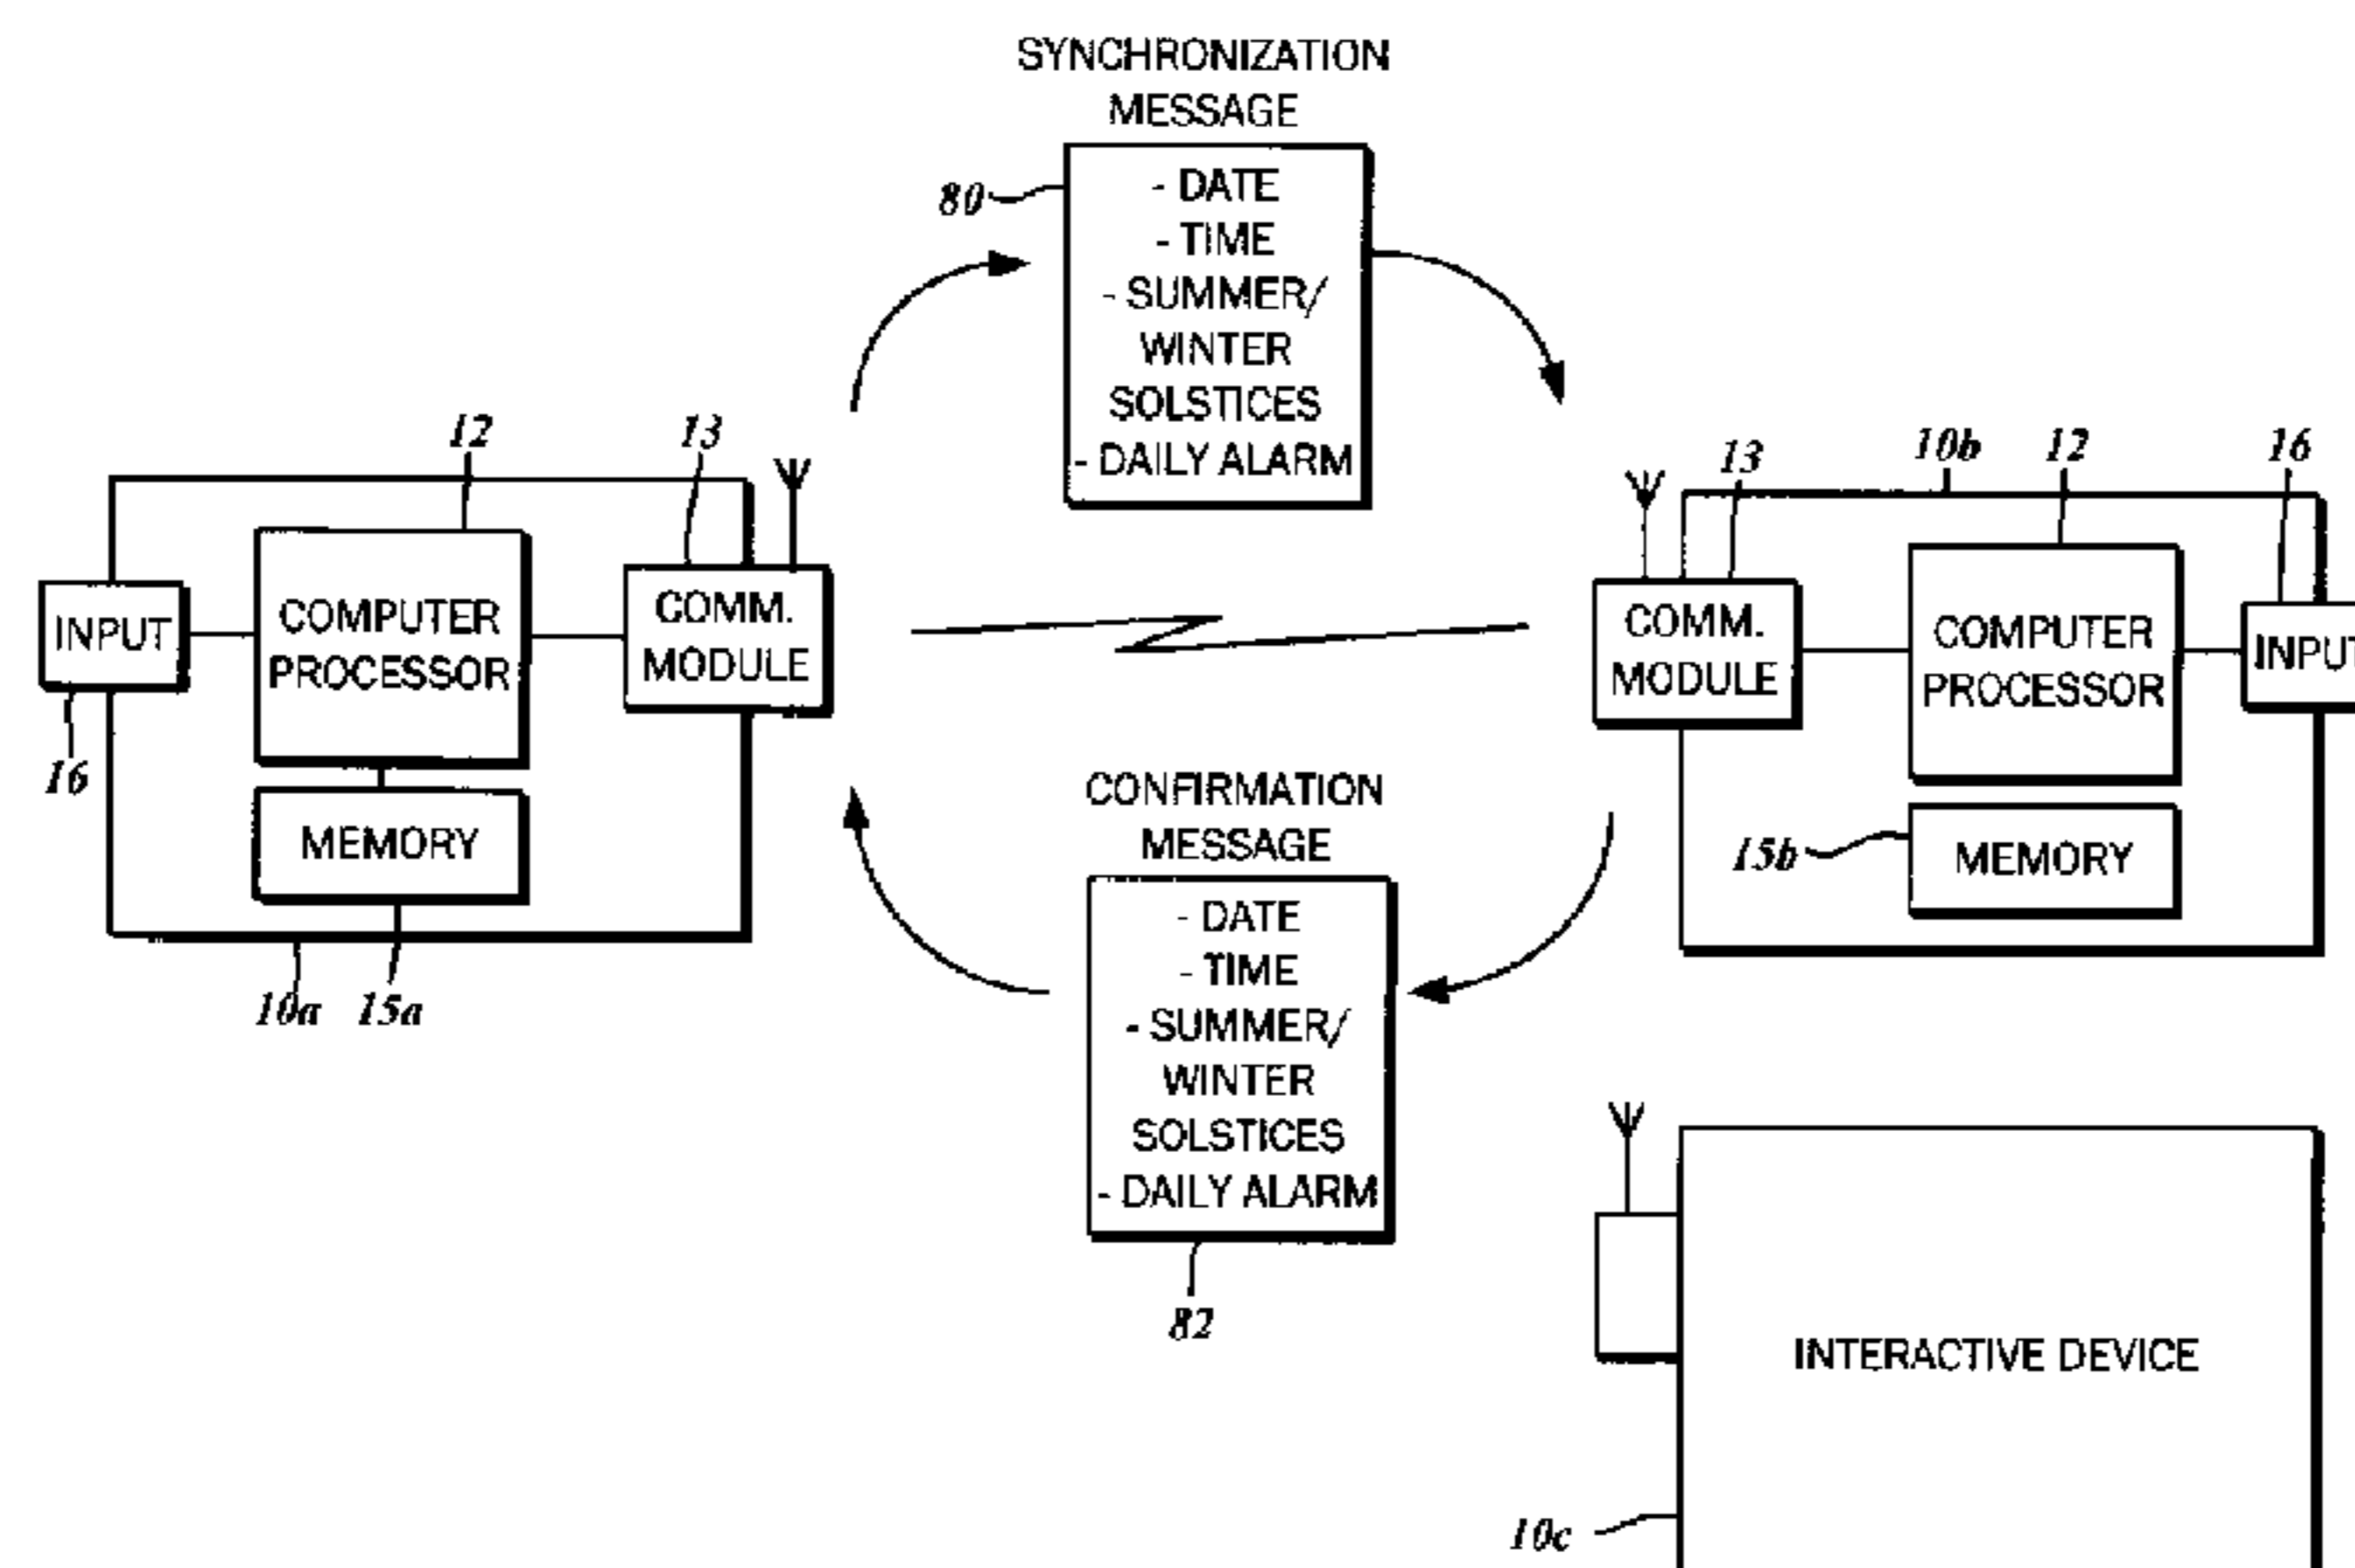 SYNCHRONIZATION
MESSAGE
80
- DATE
- TIME
- SUMMER/
WINTER
SOLSTICES
- DAILY ALARM
12
13
INPUT
COMPUTER
PROCESSOR
COMM.
MODULE
16
MEMORY
10a 15a
13
10b
12
16
COMM.
MODULE
COMPUTER
PROCESSOR
INPUT
15b
MEMORY
CONFIRMATION
MESSAGE
- DATE
- TIME
- SUMMER/
WINTER
SOLSTICES
- DAILY ALARM
82
INTERACTIVE DEVICE
10c